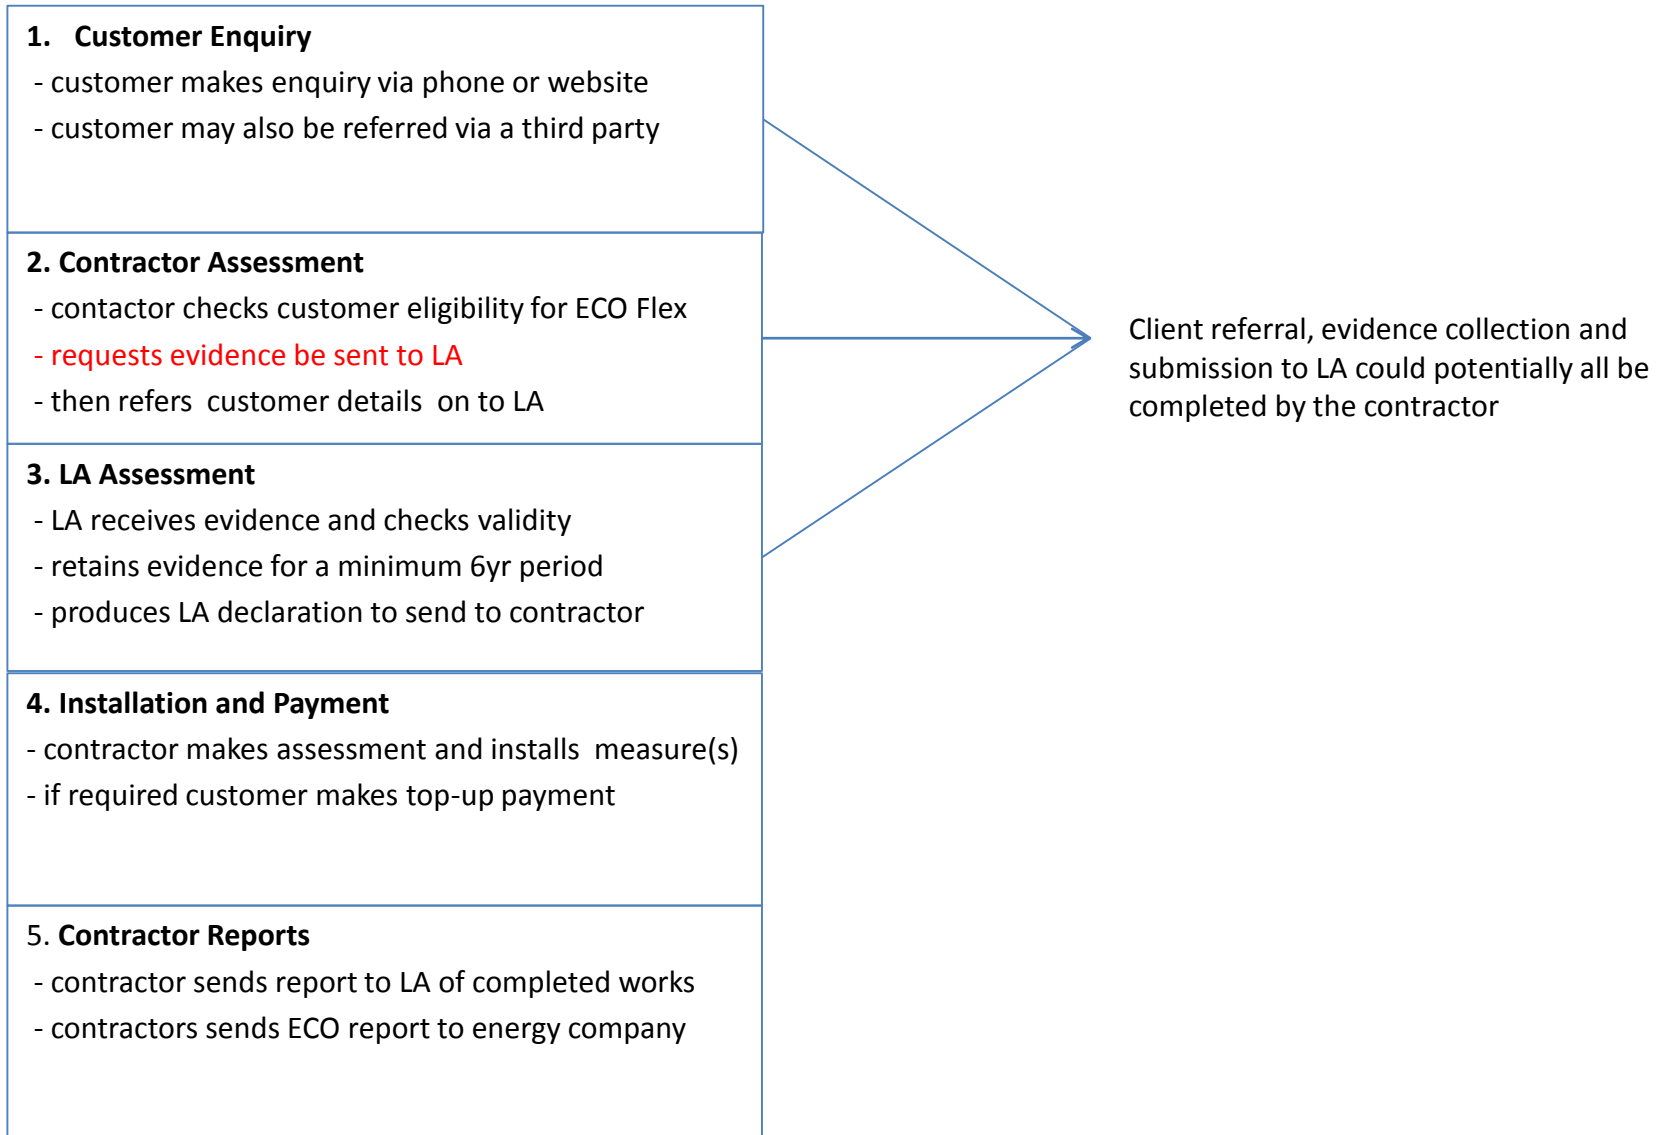 1. Customer Enquiry
- customer makes enquiry via phone or website
- customer may also be referred via a third party
2. Contractor Assessment
- contactor checks customer eligibility for ECO Flex
- requests evidence be sent to LA
- then refers customer details on to LA
3. LA Assessment
- LA receives evidence and checks validity
- retains evidence for a minimum 6yr period
- produces LA declaration to send to contractor
4. Installation and Payment
- contractor makes assessment and installs measure(s)
- if required customer makes top-up payment
5. Contractor Reports
- contractor sends report to LA of completed works
- contractors sends ECO report to energy company
Client referral, evidence collection and
submission to LA could potentially all be
completed by the contractor